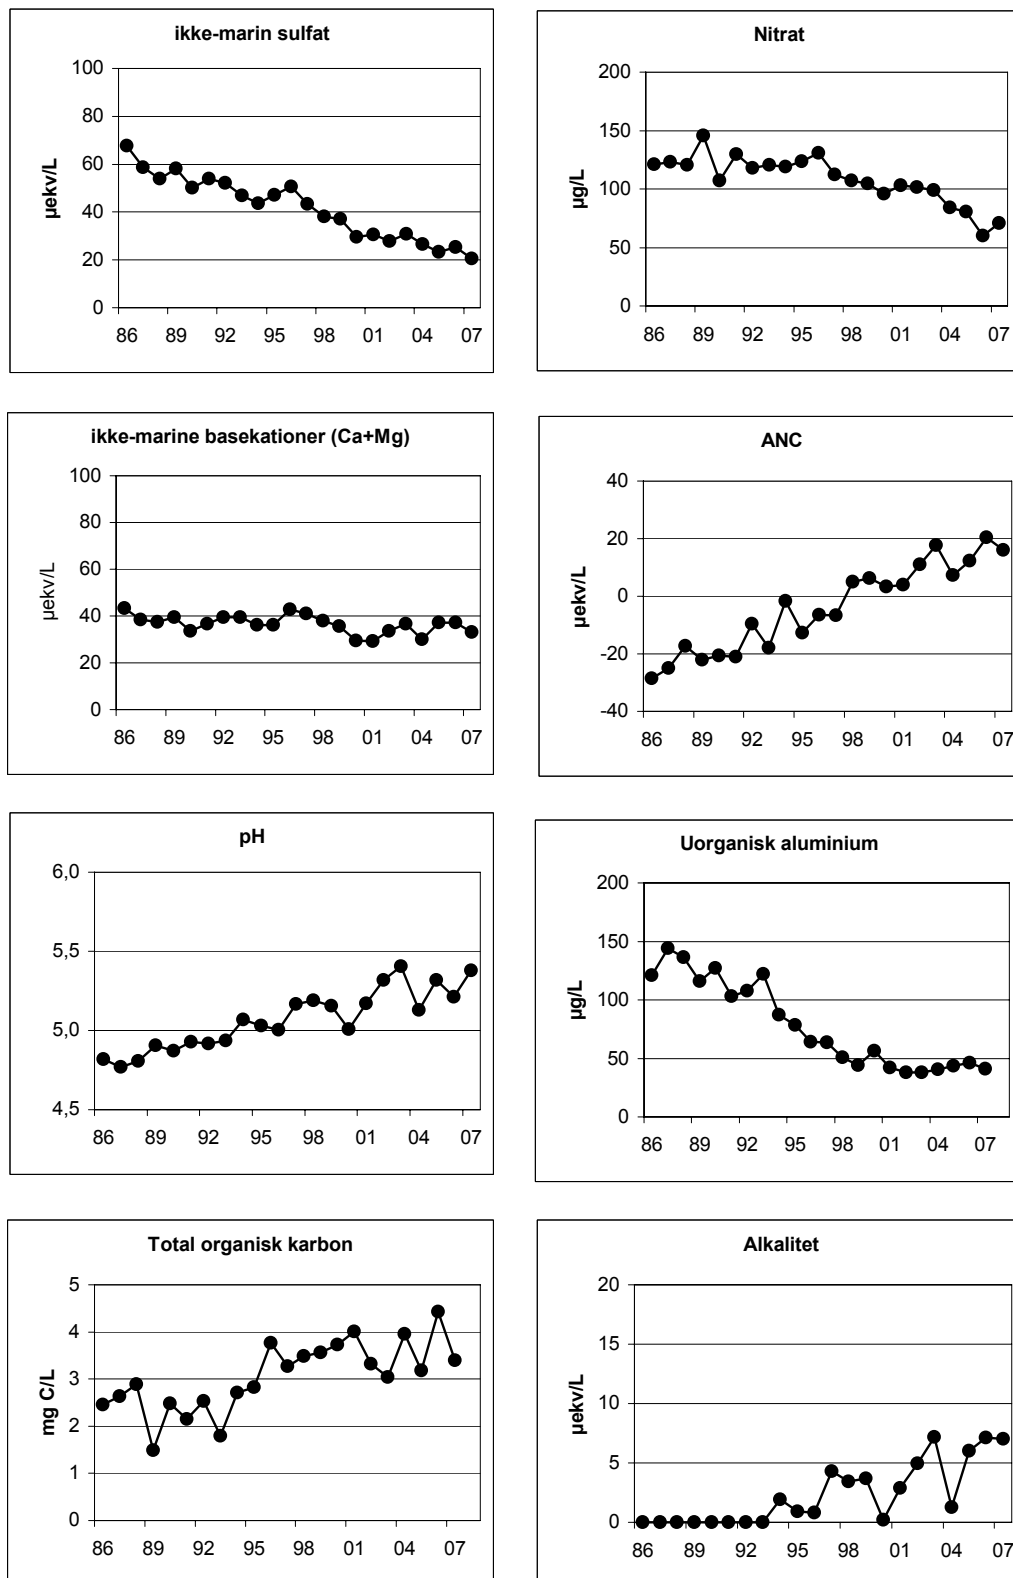 ikke-marin sulfat
100
80
60
40
20
0
µekv/L
86 89 92 95 98 01 04 07
Nitrat
200
150
100
50
0
µg/L
86 89 92 95 98 01 04 07
ikke-marine basekationer (Ca+Mg)
100
80
60
40
20
0
µekv/L
86 89 92 95 98 01 04 07
ANC
40
20
0
-20
-40
µekv/L
86 89 92 95 98 01 04 07
pH
6,0
5,5
5,0
4,5
86 89 92 95 98 01 04 07
Uorganisk aluminium
200
150
100
50
0
µg/L
86 89 92 95 98 01 04 07
Total organisk karbon
5
4
3
2
1
0
mg C/L
86 89 92 95 98 01 04 07
Alkalitet
20
15
10
5
0
µekv/L
86 89 92 95 98 01 04 07